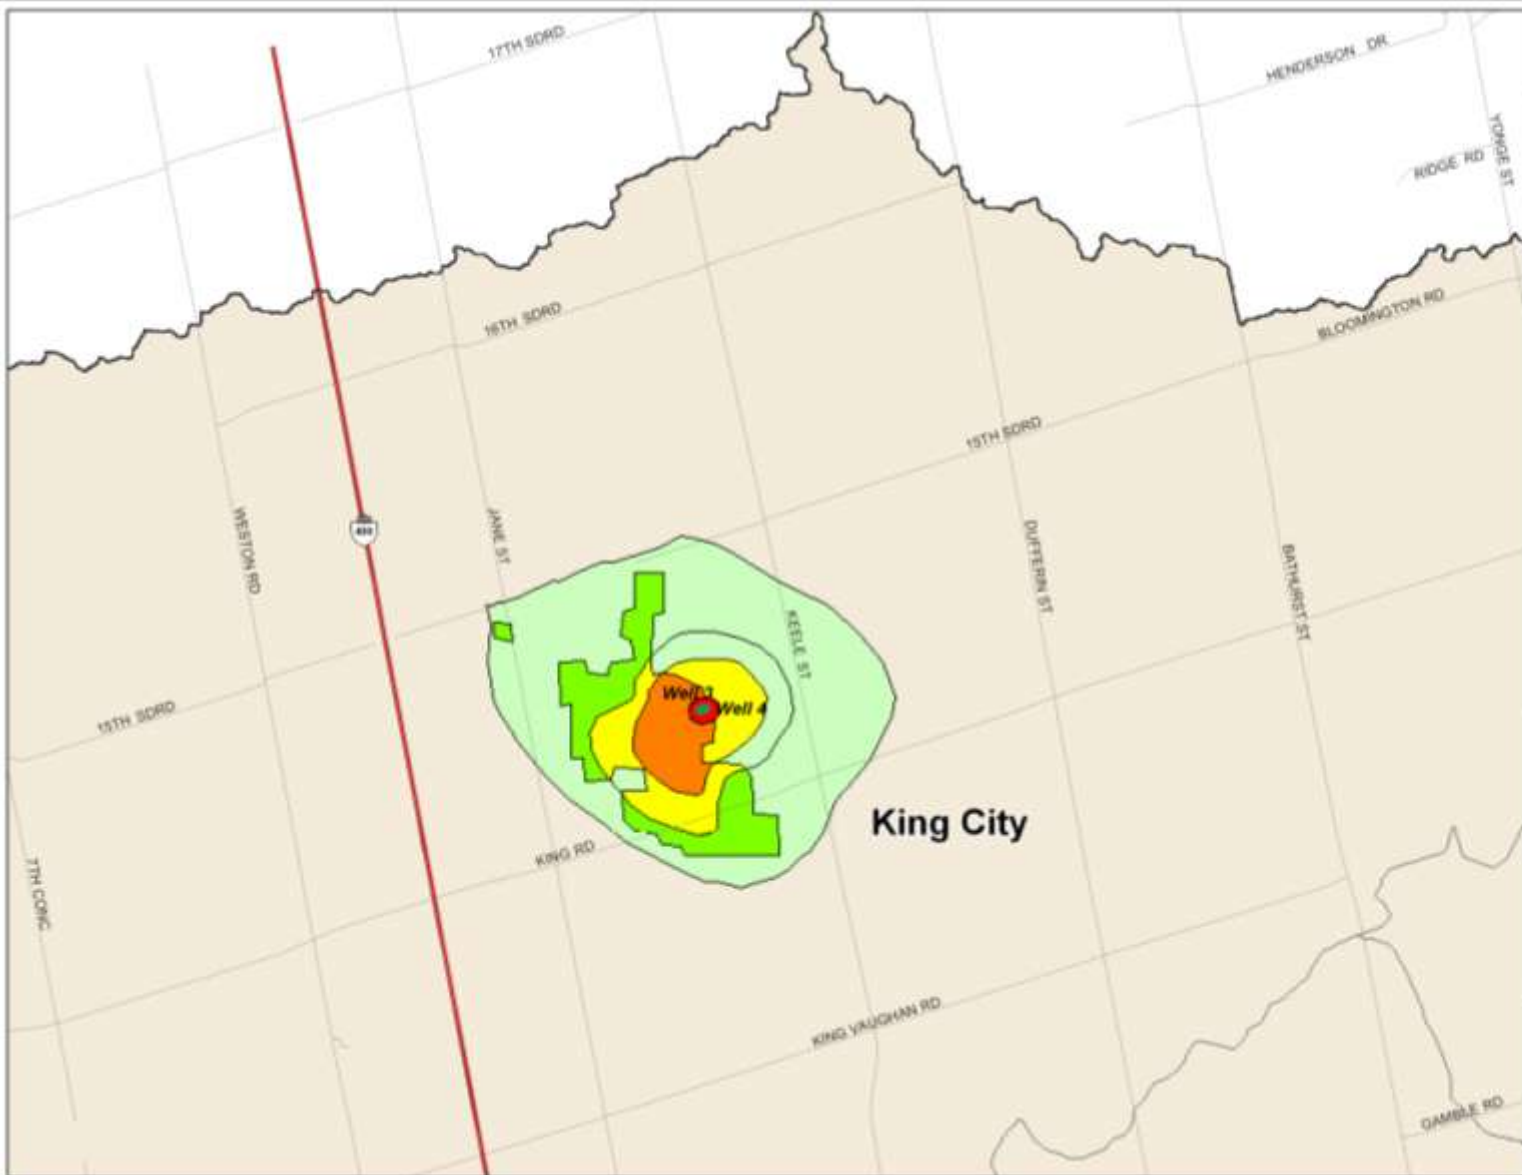 17TH SDRD
HENDERSON DR
YONGE ST
RIDGE RD
16TH SDRD
BLOOMINGTON RD
15TH SDRD
WESTON RD
400
JANE ST
DUFFERIN ST
BATHURST ST
KEELE ST
Well 3
Well 4
15TH SDRD
King City
KING RD
7TH CONC
KING VAUGHAN RD
GAMBLE RD